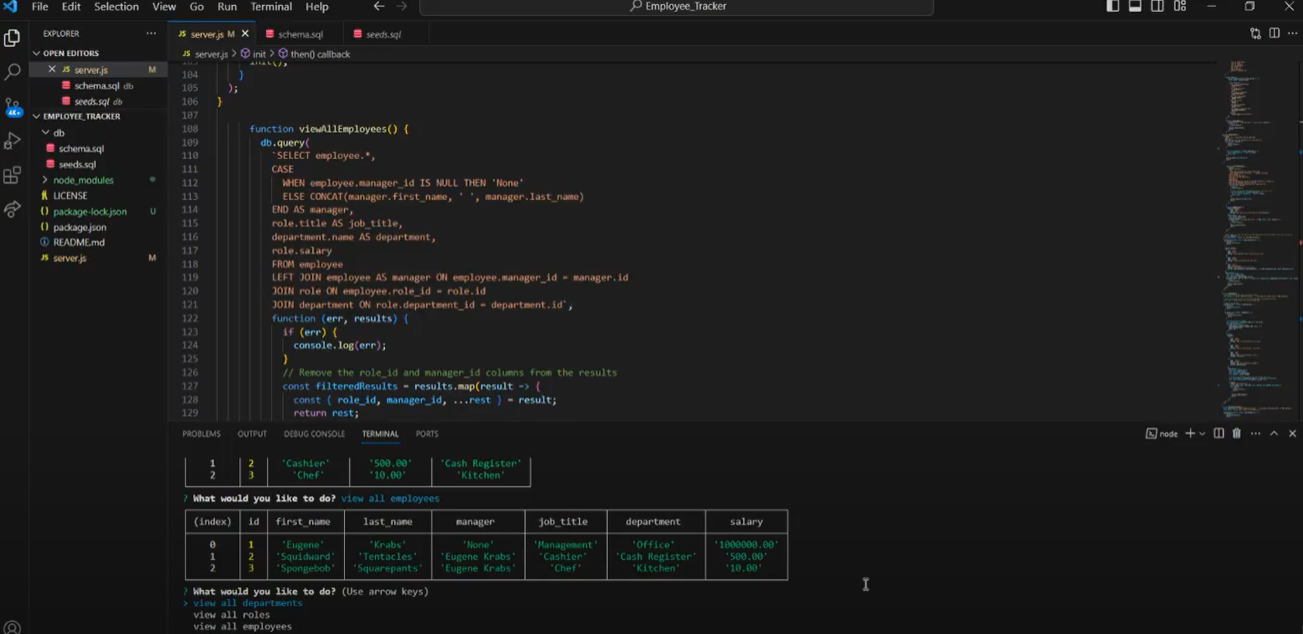 File Edit Selection View Go Run Terminal Help Employee_Tracker
EXPLORER
OPEN EDITORS
server.js M
schema.sql db
seeds.sql db
EMPLOYEE_TRACKER
db
schema.sql
seeds.sql
node_modules
LICENSE
package-lock.json U
package.json
README.md
server.js M
4K+
server.js M schema.sql seeds.sql
server.js > init > then() callback
103 init();
104 }
105 );
106 }
107
108 function viewAllEmployees() {
109 db.query(
110 `SELECT employee.*,
111 CASE
112 WHEN employee.manager_id IS NULL THEN 'None'
113 ELSE CONCAT(manager.first_name, ' ', manager.last_name)
114 END AS manager,
115 role.title AS job_title,
116 department.name AS department,
117 role.salary
118 FROM employee
119 LEFT JOIN employee AS manager ON employee.manager_id = manager.id
120 JOIN role ON employee.role_id = role.id
121 JOIN department ON role.department_id = department.id`,
122 function (err, results) {
123 if (err) {
124 console.log(err);
125 }
126 // Remove the role_id and manager_id columns from the results
127 const filteredResults = results.map(result => {
128 const { role_id, manager_id, ...rest } = result;
129 return rest;
PROBLEMS OUTPUT DEBUG CONSOLE TERMINAL PORTS node
1 2 'Cashier' '500.00' 'Cash Register'
2 3 'Chef' '10.00' 'Kitchen'
? What would you like to do? view all employees
(index) id first_name last_name manager job_title department salary
0 1 'Eugene' 'Krabs' 'None' 'Management' 'Office' '1000000.00'
1 2 'Squidward' 'Tentacles' 'Eugene Krabs' 'Cashier' 'Cash Register' '500.00'
2 3 'Spongebob' 'Squarepants' 'Eugene Krabs' 'Chef' 'Kitchen' '10.00'
? What would you like to do? (Use arrow keys)
> view all departments
view all roles
view all employees